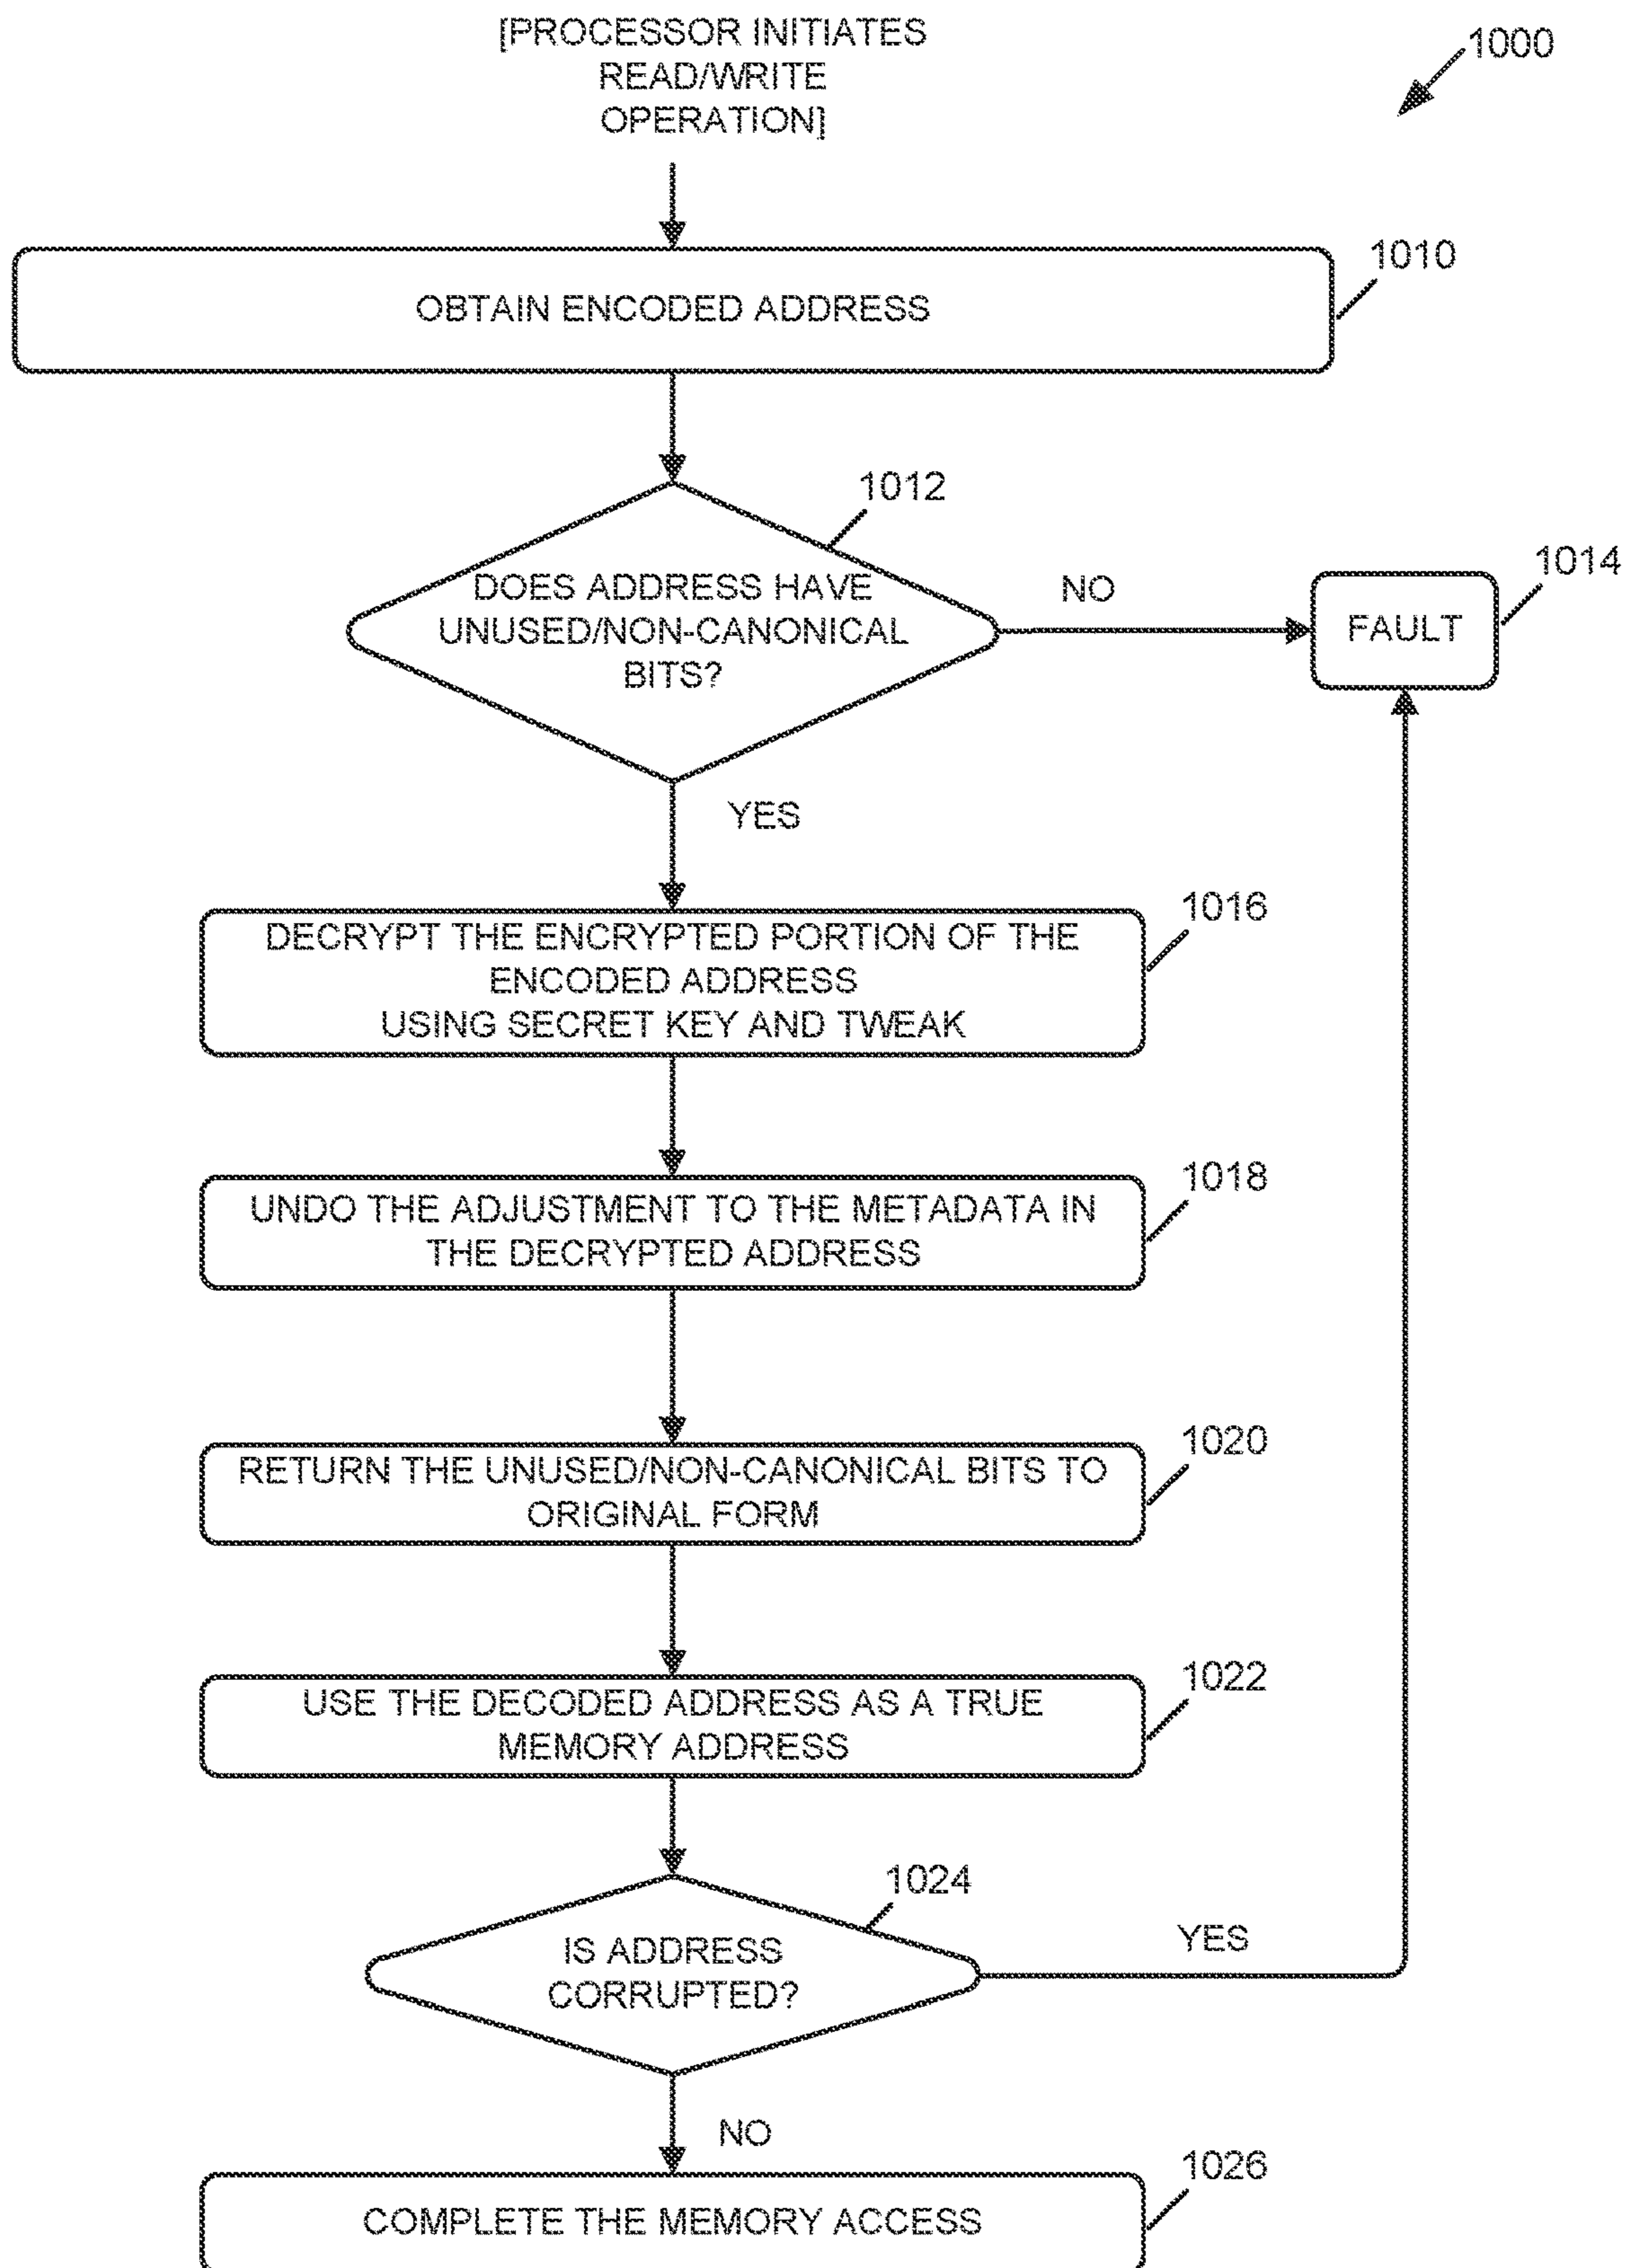 [PROCESSOR INITIATES
READ/WRITE
OPERATION]
1000
1010
OBTAIN ENCODED ADDRESS
1012
DOES ADDRESS HAVE
UNUSED/NON-CANONICAL
BITS?
NO
1014
FAULT
YES
1016
DECRYPT THE ENCRYPTED PORTION OF THE
ENCODED ADDRESS
USING SECRET KEY AND TWEAK
1018
UNDO THE ADJUSTMENT TO THE METADATA IN
THE DECRYPTED ADDRESS
1020
RETURN THE UNUSED/NON-CANONICAL BITS TO
ORIGINAL FORM
1022
USE THE DECODED ADDRESS AS A TRUE
MEMORY ADDRESS
1024
IS ADDRESS
CORRUPTED?
YES
NO
1026
COMPLETE THE MEMORY ACCESS